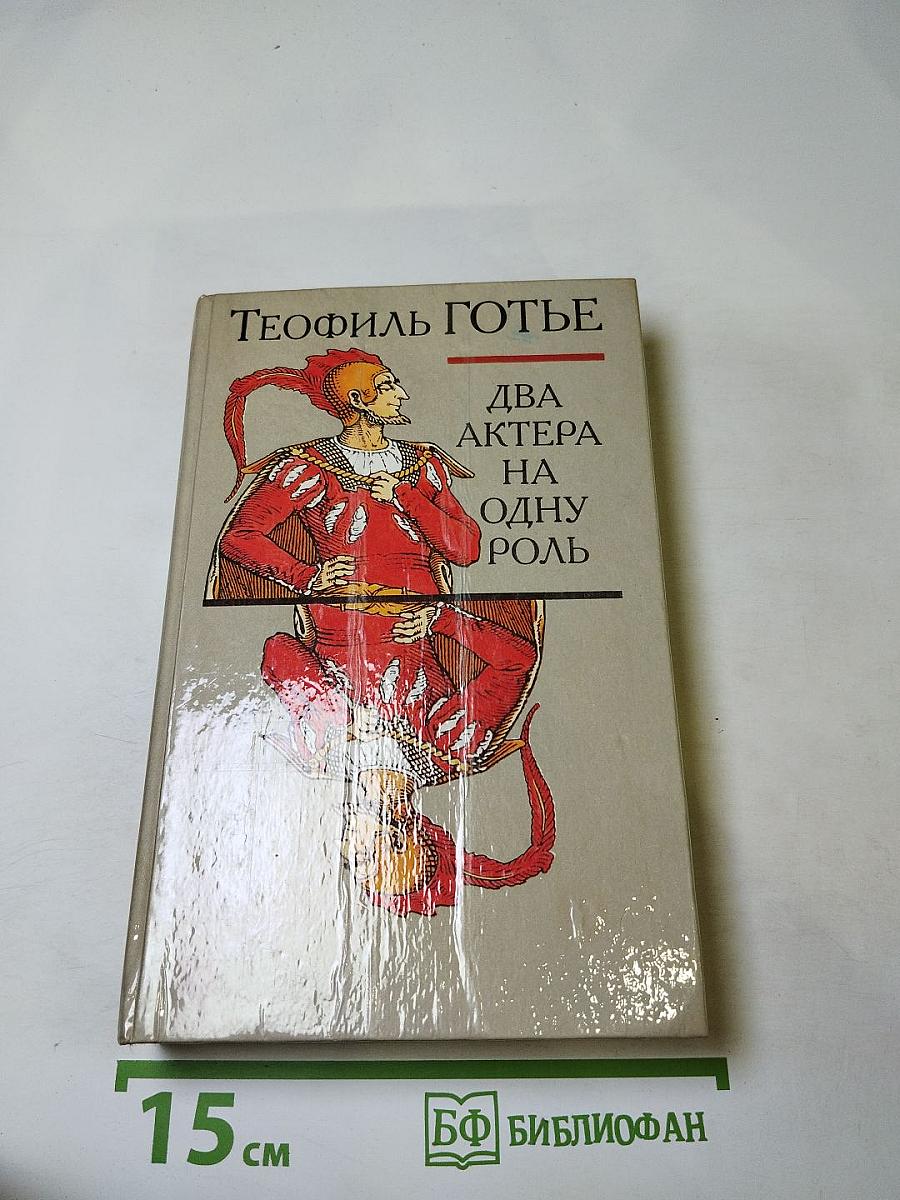 ТЕОФИЛЬ ГОТЬЕ
ДВА
АКТЕРА
НА
ОДНУ
РОЛЬ
15 см
БФ БИБЛИОФАН